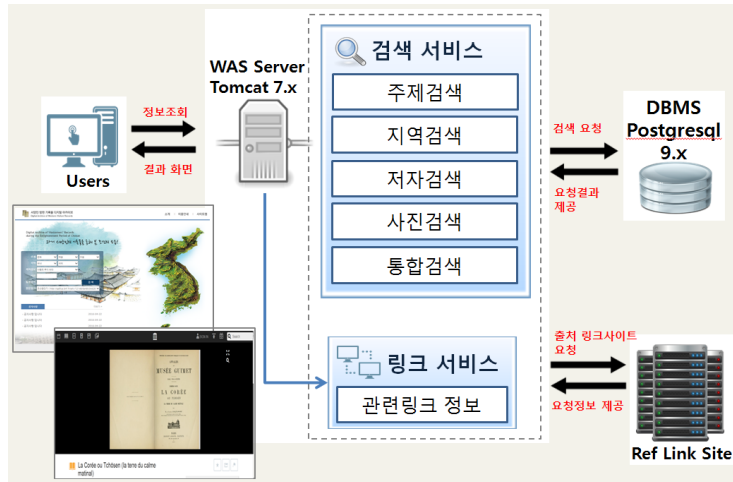 WAS Server
Tomcat 7.x
정보조회
결과 화면
Users
검색 서비스
주제검색
지역검색
저자검색
사진검색
통합검색
검색 요청
요청결과
제공
DBMS
Postgresql
9.x
링크 서비스
관련링크 정보
출처 링크사이트
요청
요청정보 제공
Ref Link Site
MUSÉE GUIMET
LA CORÉE
La Corée ou Tchösen (la terre du calme
matinal)